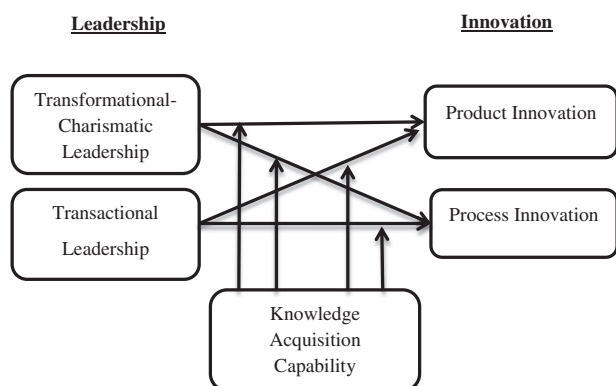 Leadership
Innovation
Transformational-
Charismatic
Leadership
Product Innovation
Transactional
Leadership
Process Innovation
Knowledge
Acquisition
Capability